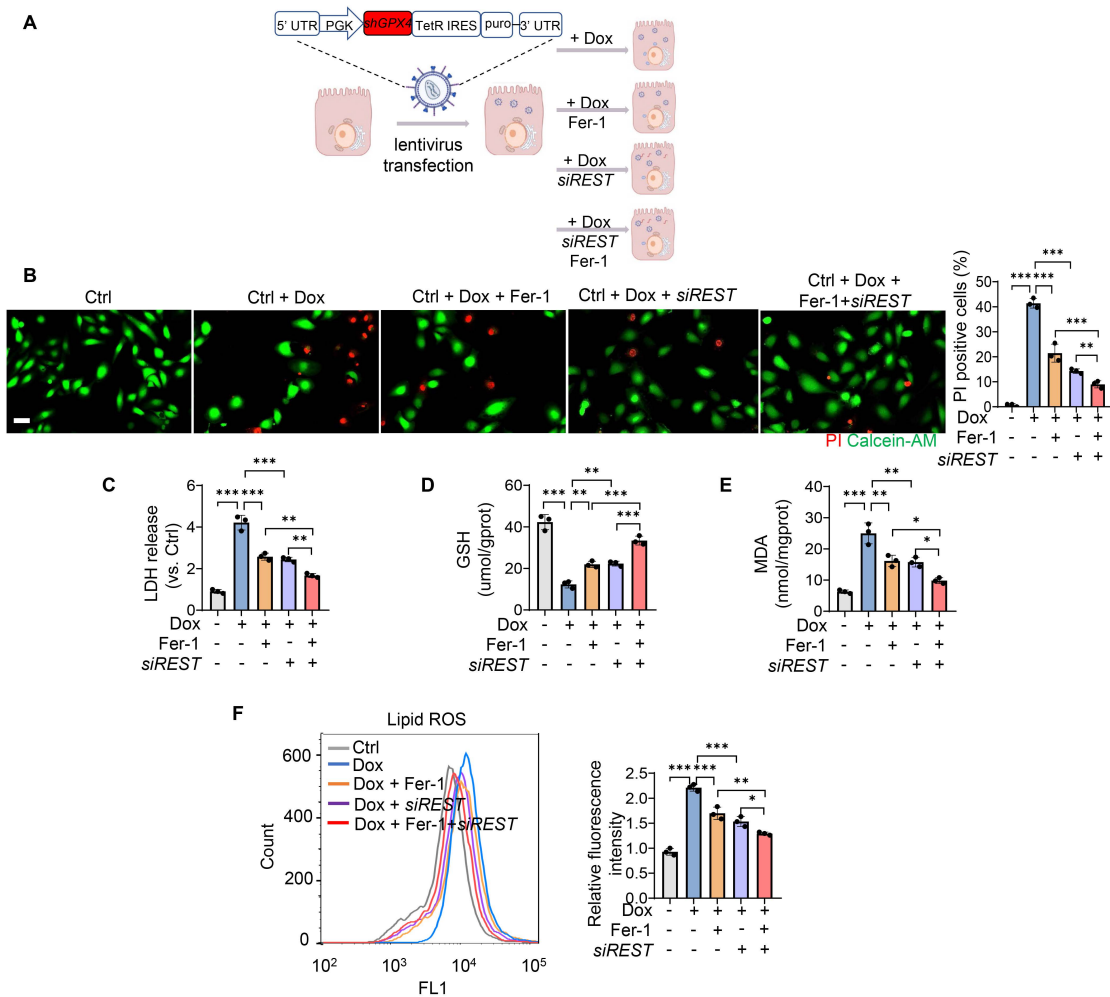 A
5' UTR PGK shGPX4 TetR IRES puro 3' UTR
lentivirus
transfection
+ Dox
+ Dox
Fer-1
+ Dox
siREST
+ Dox
siREST
Fer-1
B
Ctrl
Ctrl + Dox
Ctrl + Dox + Fer-1
Ctrl + Dox + siREST
Ctrl + Dox +
Fer-1+siREST
PI Calcein-AM
PI positive cells (%)
50
40
30
20
10
0
***
*** ***
***
**
Dox - + + + +
Fer-1 - - + - +
siREST - - - + +
C
LDH release
(vs. Ctrl)
6
4
2
0
***
*** ***
**
**
Dox - + + + +
Fer-1 - - + - +
siREST - - - + +
D
GSH
(umol/gprot)
60
40
20
0
**
*** ** ***
***
Dox - + + + +
Fer-1 - - + - +
siREST - - - + +
E
MDA
(nmol/mgprot)
40
30
20
10
0
**
*** **
*
*
Dox - + + + +
Fer-1 - - + - +
siREST - - - + +
F
Lipid ROS
Ctrl
Dox
Dox + Fer-1
Dox + siREST
Dox + Fer-1+siREST
Count
600
400
200
0
10² 10³ 10⁴ 10⁵
FL1
Relative fluorescence
intensity
2.5
2.0
1.5
1.0
0.5
0.0
***
*** ***
**
*
Dox - + + + +
Fer-1 - - + - +
siREST - - - + +